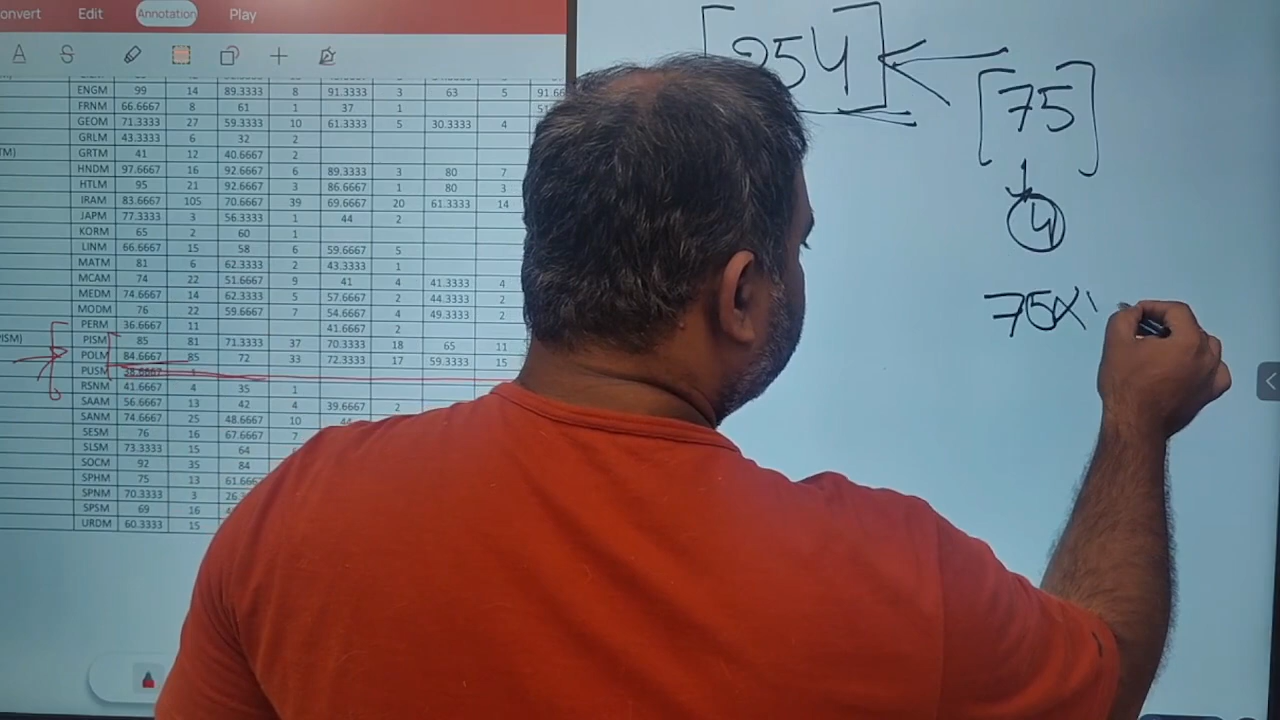 onvert Edit Annotation Play
ENGM 99 14 89.3333 8 91.3333 3 63 5 91.66
FRNM 66.6667 8 61 1 37 1
GEOM 71.3333 27 59.3333 10 61.3333 5 30.3333 4
GRLM 43.3333 6 32 2
TM) GRTM 41 12 40.6667 2
HNDM 97.6667 16 92.6667 6 89.3333 3 80 7
HTLM 95 21 92.6667 3 86.6667 1 80 3
IRAM 83.6667 105 70.6667 39 69.6667 20 61.3333 14
JAPM 77.3333 3 56.3333 1 44 2
KORM 65 2 60 1
LINM 66.6667 15 58 6 59.6667 5
MATM 81 6 62.3333 2 43.3333 1
MCAM 74 22 51.6667 9 41 4 41.3333 4
MEDM 74.6667 14 62.3333 5 57.6667 2 44.3333 2
MODM 76 22 59.6667 7 54.6667 4 49.3333 2
PERM 36.6667 11 41.6667 2
PISM) PISM 85 81 71.3333 37 70.3333 18 65 11
POLM 84.6667 85 72 33 72.3333 17 59.3333 15
PUSM 38.6667
RSNM 41.6667 4 35 1
SAAM 56.6667 13 42 4 39.6667 2
SANM 74.6667 25 48.6667 10 44
SESM 76 16 67.6667 7
SLSM 73.3333 15 64
SOCM 92 35 84
SPHM 75 13 61.666
SPNM 70.3333 3 26.3
SPSM 69 16
URDM 60.3333 15
[254]
[75]
4
75x